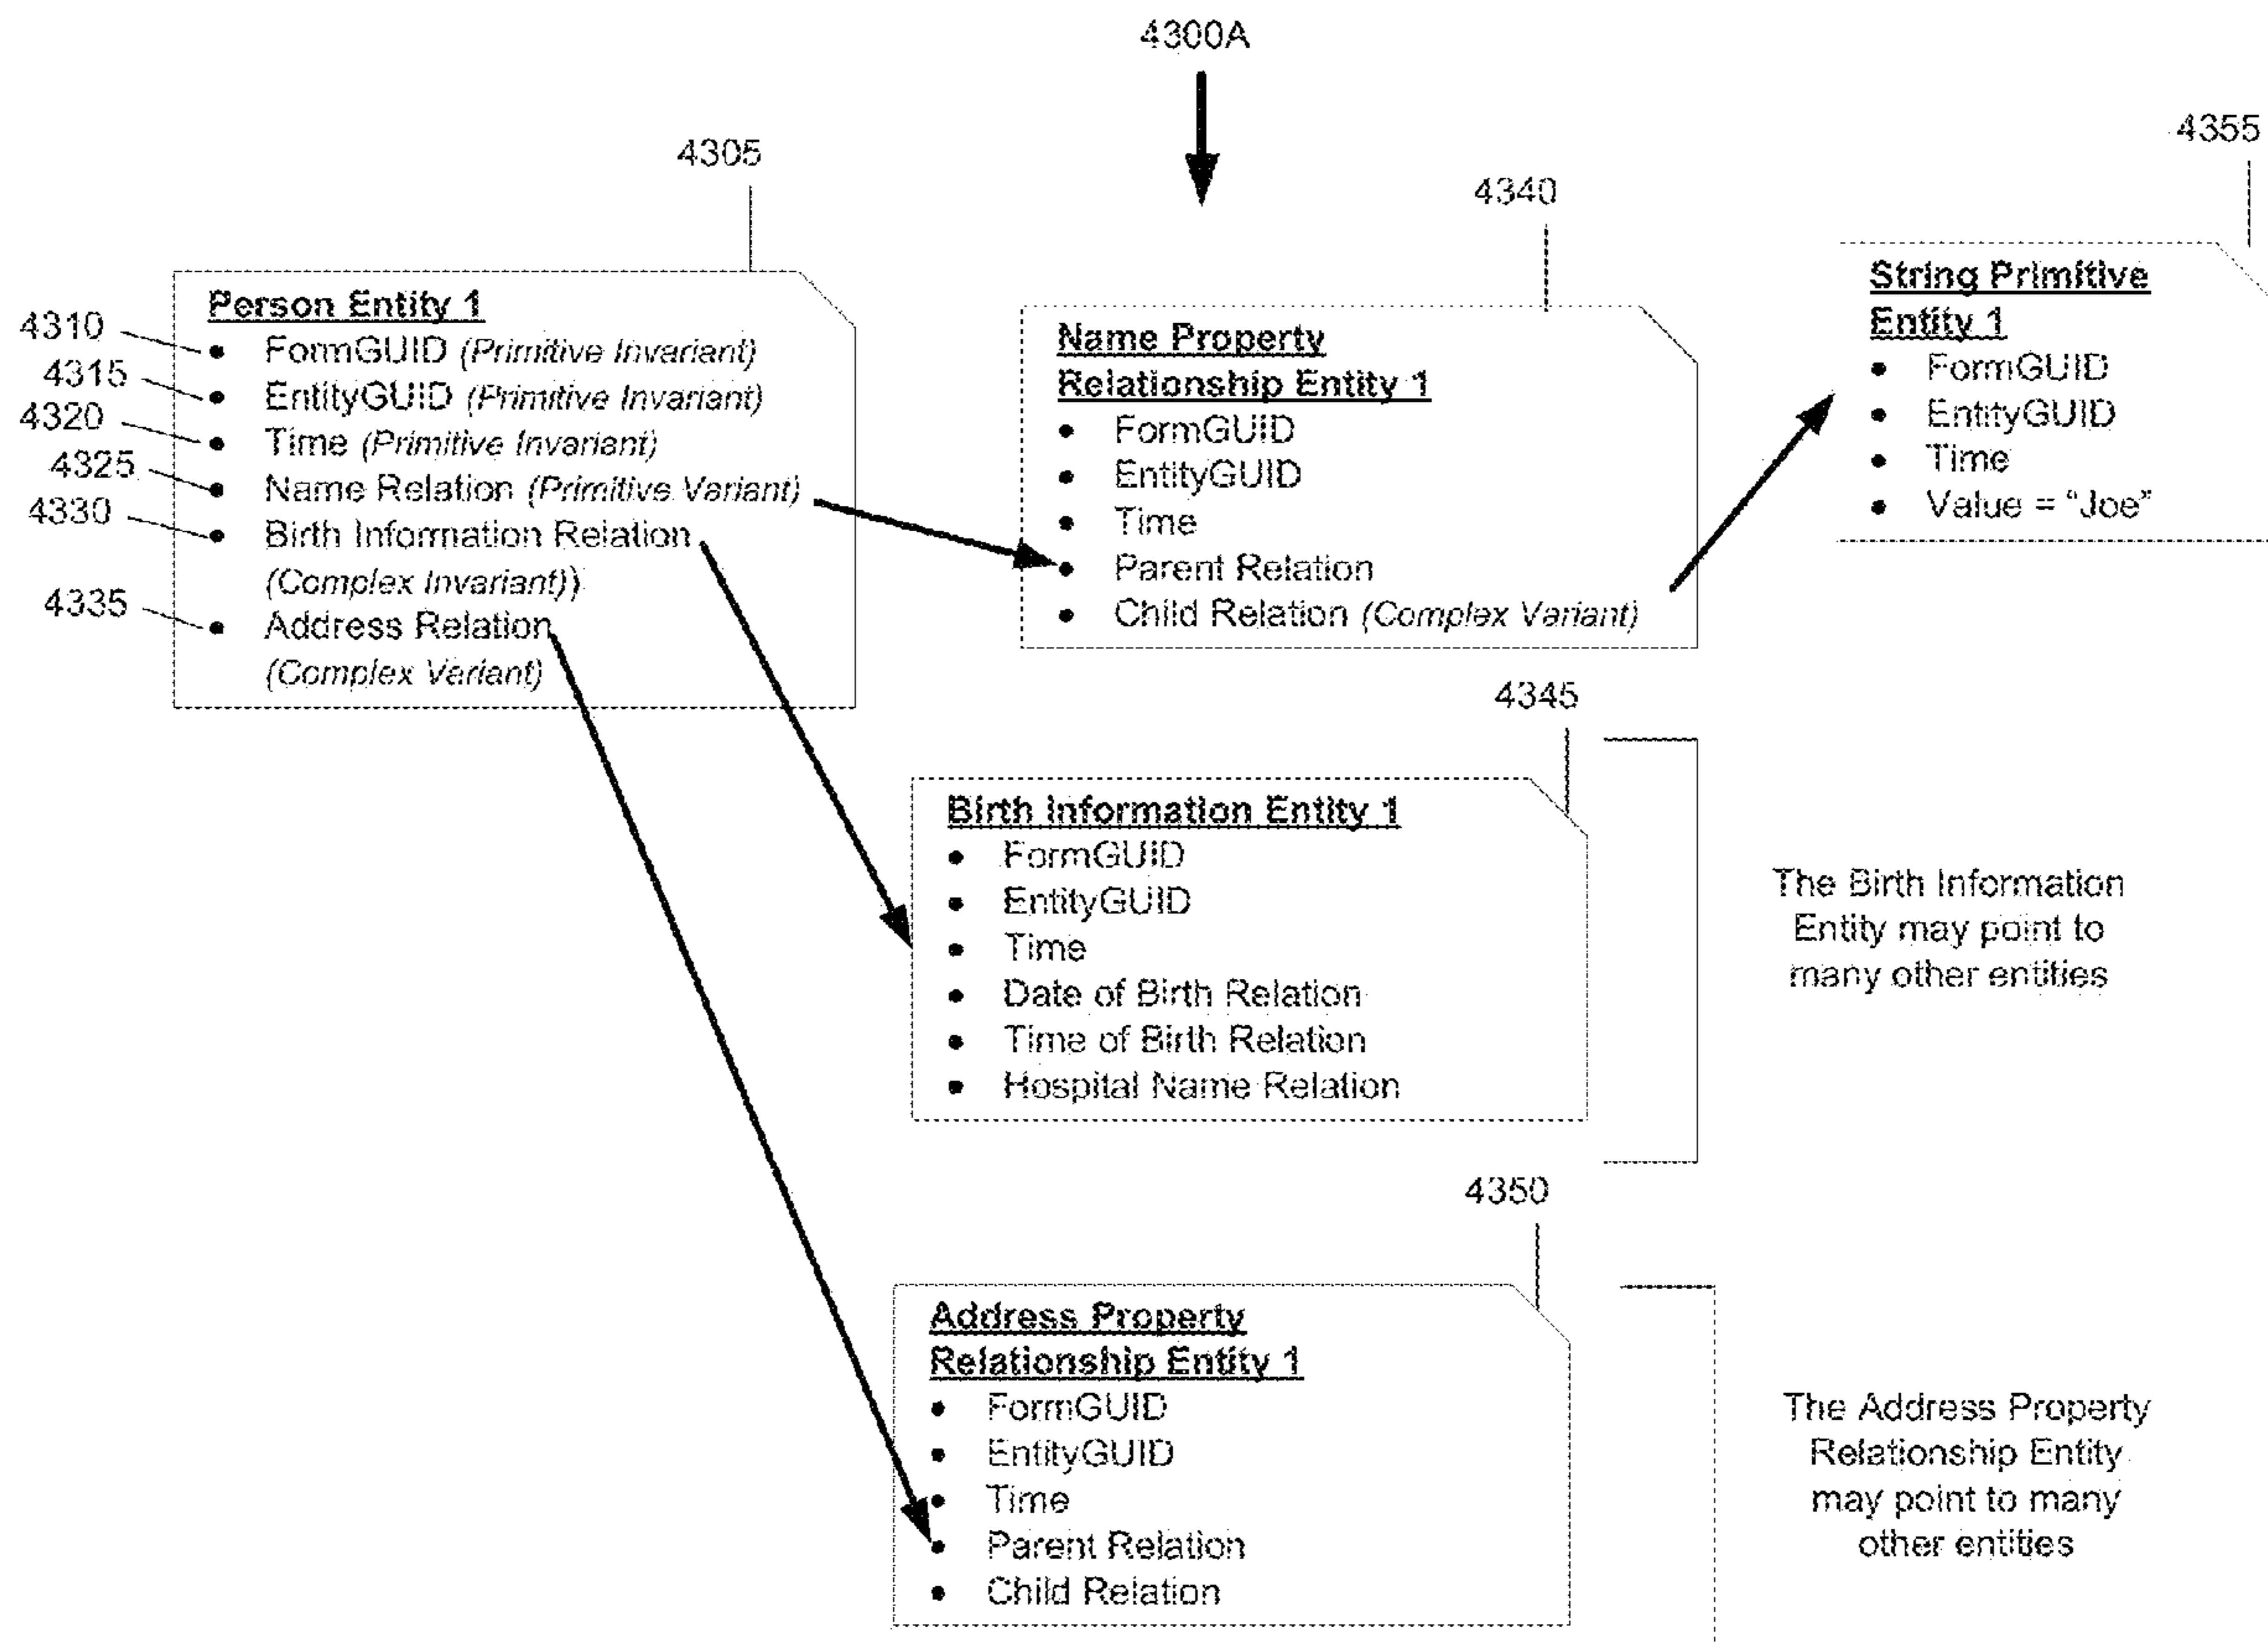 4300A
4305
4310
4315
4320
4325
4330
4335
Person Entity 1
• FormGUID (Primitive Invariant)
• EntityGUID (Primitive Invariant)
• Time (Primitive Invariant)
• Name Relation (Primitive Variant)
• Birth Information Relation
(Complex Invariant))
• Address Relation
(Complex Variant)
4340
Name Property
Relationship Entity 1
• FormGUID
• EntityGUID
• Time
• Parent Relation
• Child Relation (Complex Variant)
4355
String Primitive
Entity 1
• FormGUID
• EntityGUID
• Time
• Value = “Joe”
4345
Birth Information Entity 1
• FormGUID
• EntityGUID
• Time
• Date of Birth Relation
• Time of Birth Relation
• Hospital Name Relation
The Birth Information
Entity may point to
many other entities
4350
Address Property
Relationship Entity 1
• FormGUID
• EntityGUID
• Time
• Parent Relation
• Child Relation
The Address Property
Relationship Entity
may point to many
other entities